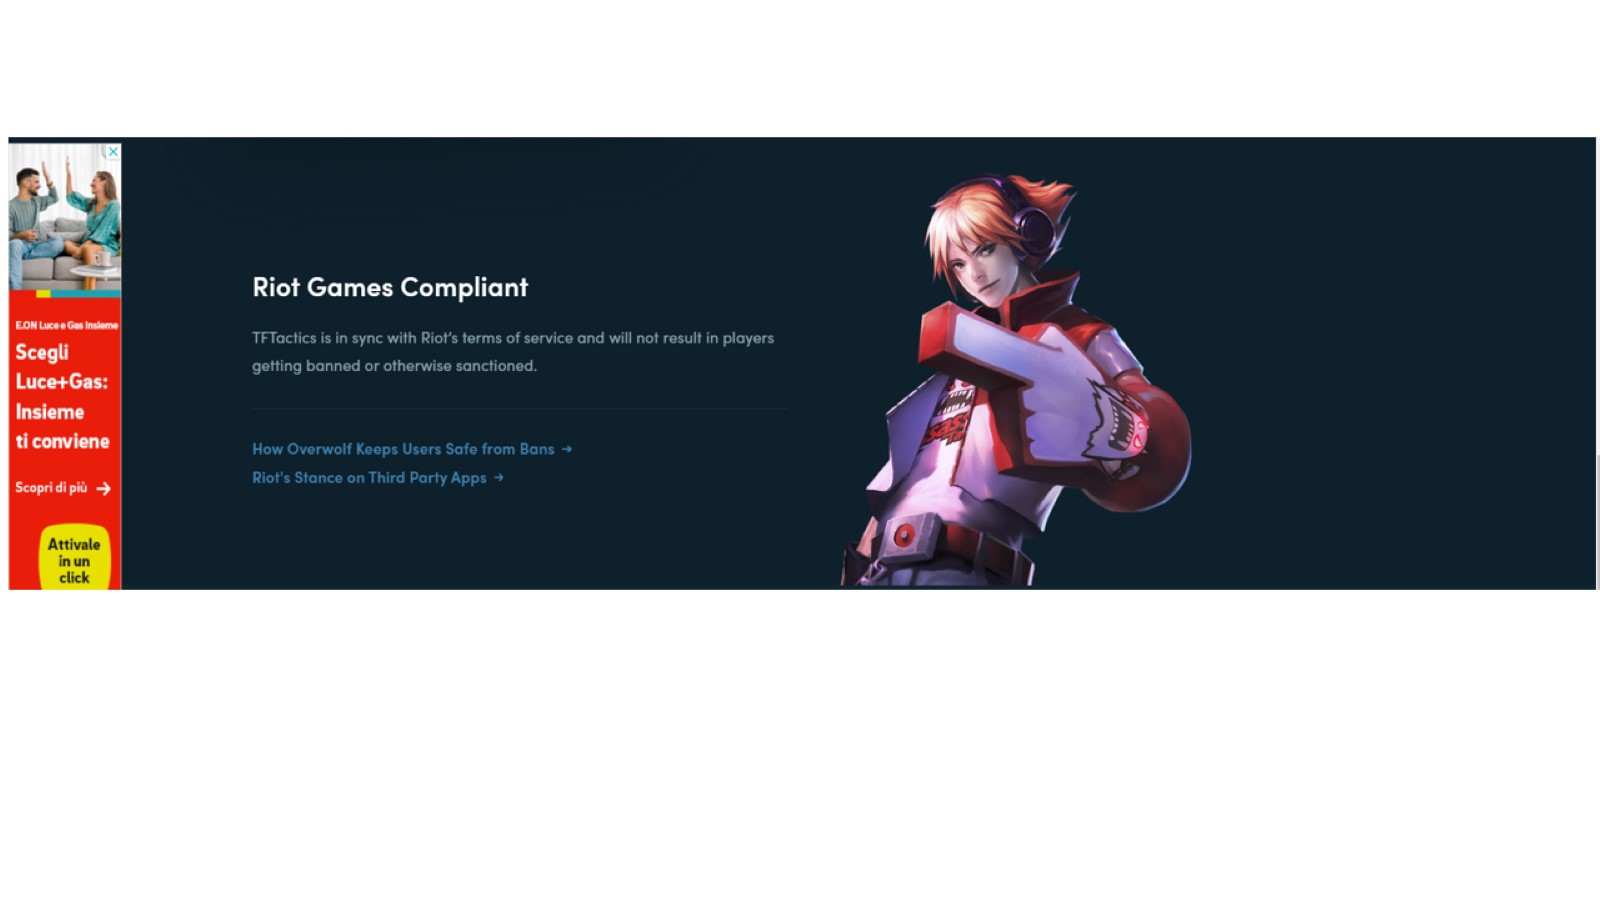 E.ON Luce e Gas Insieme
Scegli
Luce+Gas:
Insieme
ti conviene
Scopri di più →
Attivale
in un
click
Riot Games Compliant
TFTactics is in sync with Riot's terms of service and will not result in players
getting banned or otherwise sanctioned.
How Overwolf Keeps Users Safe from Bans →
Riot's Stance on Third Party Apps →